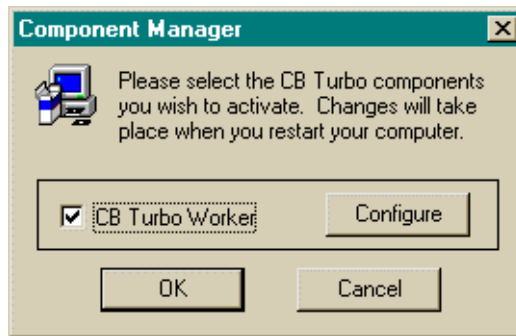 Component Manager
Please select the CB Turbo components
you wish to activate. Changes will take
place when you restart your computer.
CB Turbo Worker
Configure
OK
Cancel